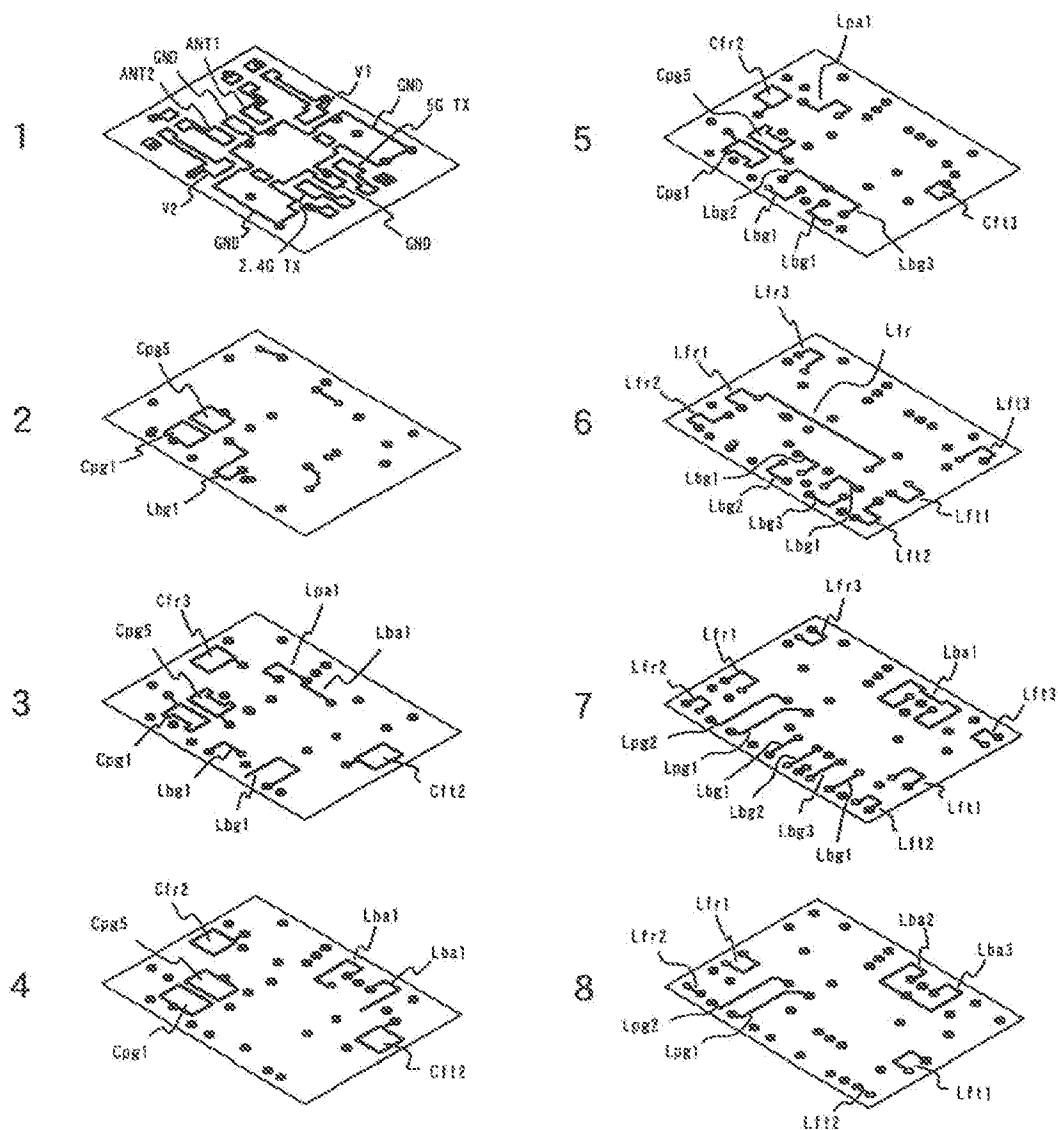 1
ANT1
GND
ANT2
V1
GND
5G TX
V2
GND
2.4G TX
GND
2
Cpg5
Cpg1
Lbg1
3
Cfr3
Lpa1
Cpg5
Lba1
Cpg1
Lbg1
Lbg1
Cft2
4
Cfr2
Cpg5
Lba1
Lba1
Cpg1
Cft2
5
Cfr2
Lpa1
Cpg5
Cpg1
Lbg2
Lbg1
Lbg1
Lbg3
Cft3
6
Lfr3
Lfr
Lfr1
Lfr2
Lft3
Lbg1
Lbg2
Lbg3
Lbg1
Lft2
Lft1
7
Lfr3
Lfr1
Lba1
Lfr2
Lft3
Lpg2
Lpg1
Lbg1
Lbg2
Lbg3
Lbg1
Lft2
Lft1
8
Lfr1
Lba2
Lfr2
Lba3
Lpg2
Lpg1
Lft1
Lft2